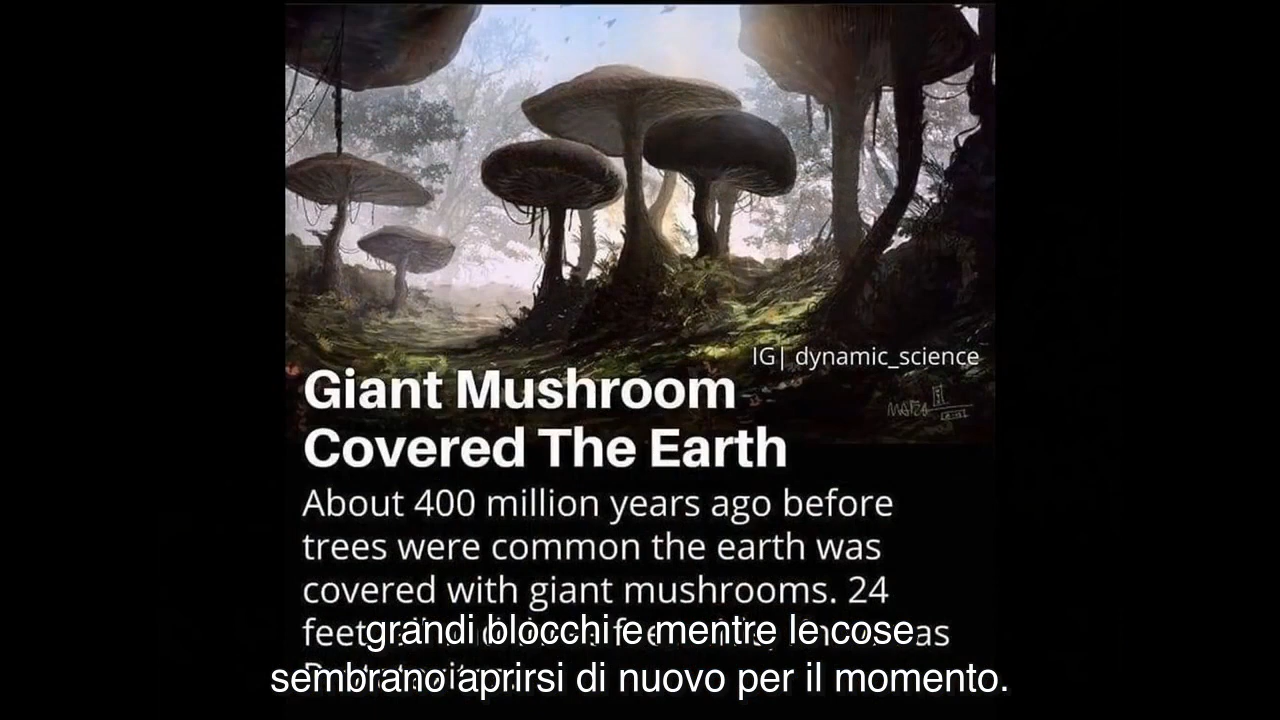 IG| dynamic_science
Giant Mushroom
Covered The Earth
About 400 million years ago before
trees were common the earth was
covered with giant mushrooms. 24
feet
grandi blocchi e mentre le cose
sembrano aprirsi di nuovo per il momento.